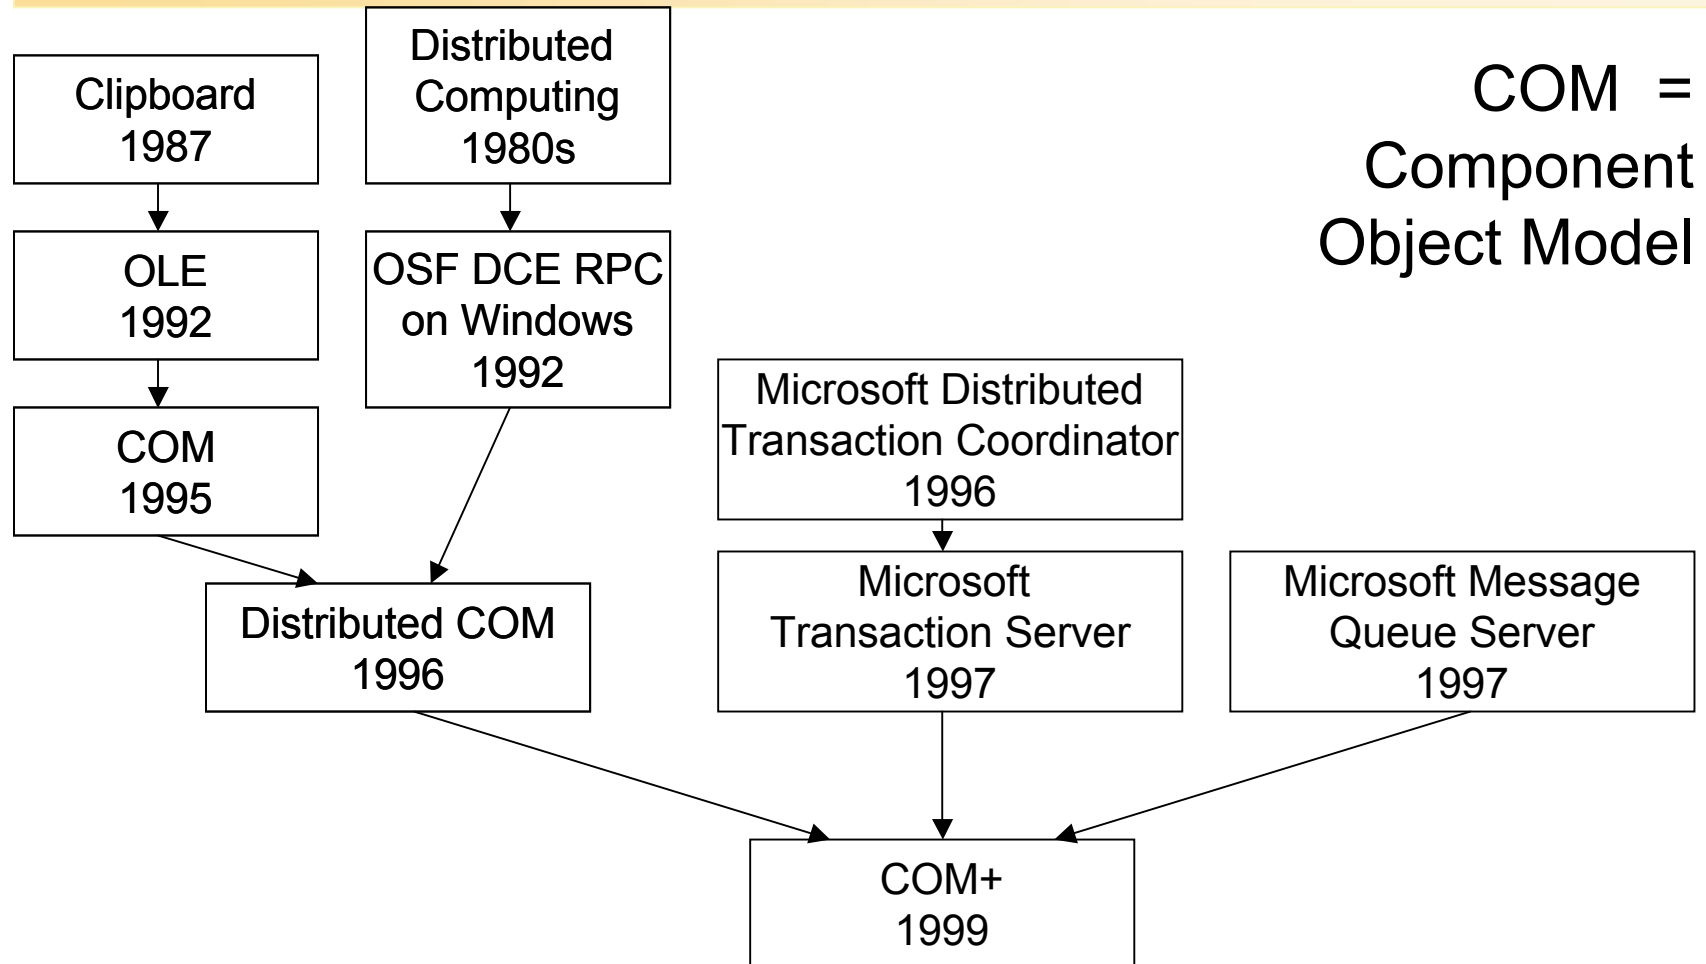 Clipboard
1987
Distributed
Computing
1980s
COM =
Component
Object Model
OLE
1992
OSF DCE RPC
on Windows
1992
COM
1995
Microsoft Distributed
Transaction Coordinator
1996
Distributed COM
1996
Microsoft
Transaction Server
1997
Microsoft Message
Queue Server
1997
COM+
1999